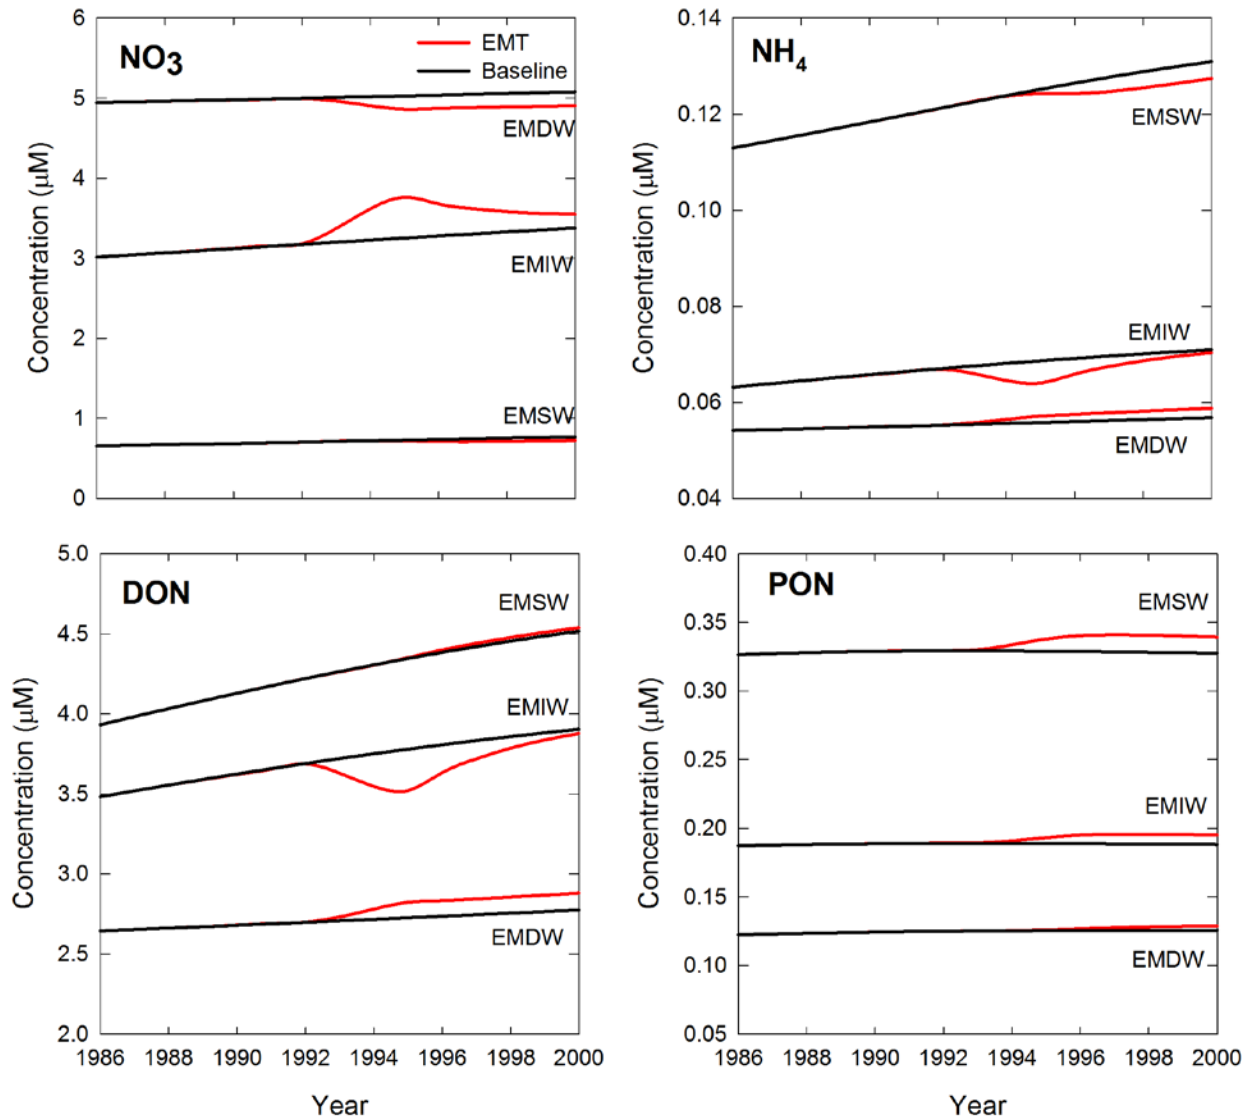 NO3
EMT
Baseline
EMDW
EMIW
EMSW
Concentration (μM)
6
5
4
3
2
1
0
NH4
EMSW
EMIW
EMDW
Concentration (μM)
0.14
0.12
0.10
0.08
0.06
0.04
DON
EMSW
EMIW
EMDW
Concentration (μM)
5.0
4.5
4.0
3.5
3.0
2.5
2.0
1986 1988 1990 1992 1994 1996 1998 2000
Year
PON
EMSW
EMIW
EMDW
Concentration (μM)
0.40
0.35
0.30
0.25
0.20
0.15
0.10
0.05
1986 1988 1990 1992 1994 1996 1998 2000
Year